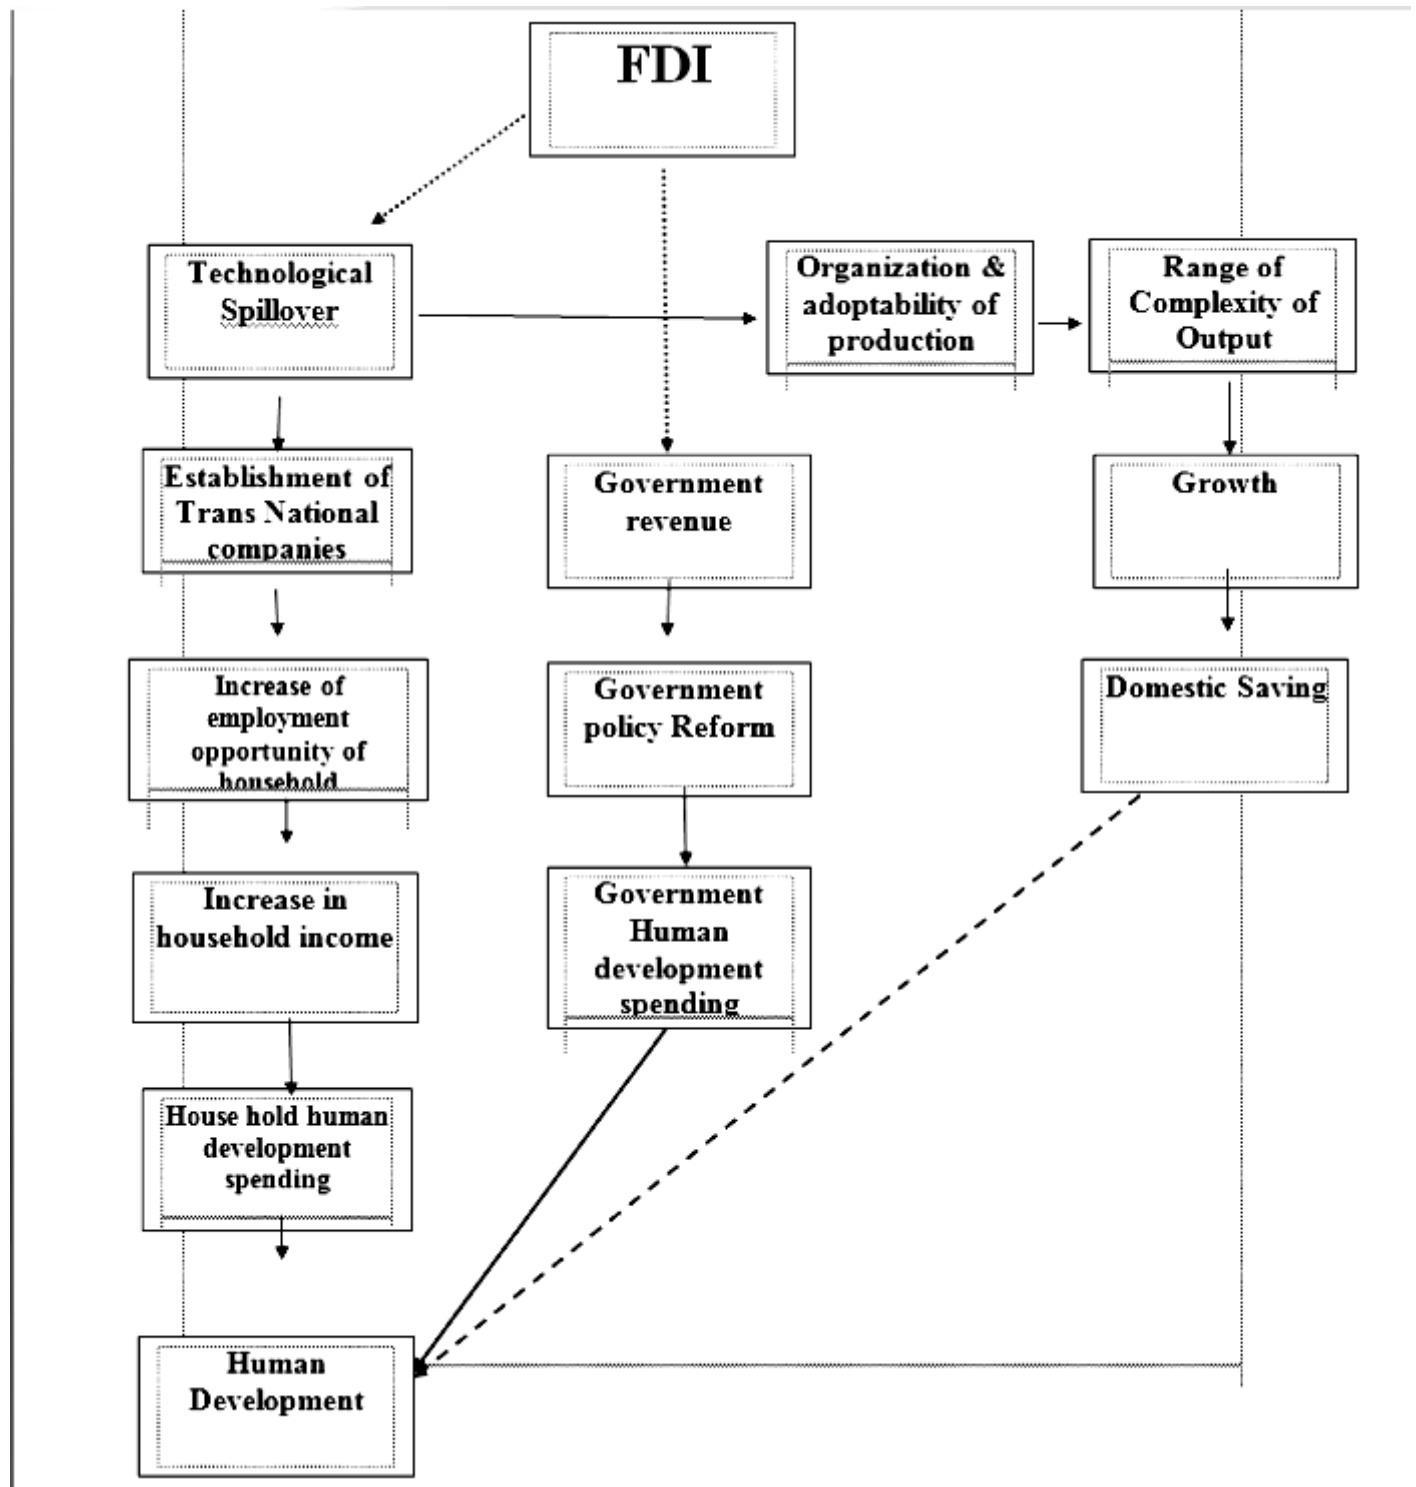 FDI
Technological
Spillover
Organization &
adoptability of
production
Range of
Complexity of
Output
Establishment of
Trans National
companies
Government
revenue
Growth
Increase of
employment
opportunity of
household
Government
policy Reform
Domestic Saving
Increase in
household income
Government
Human
development
spending
House hold human
development
spending
Human
Development